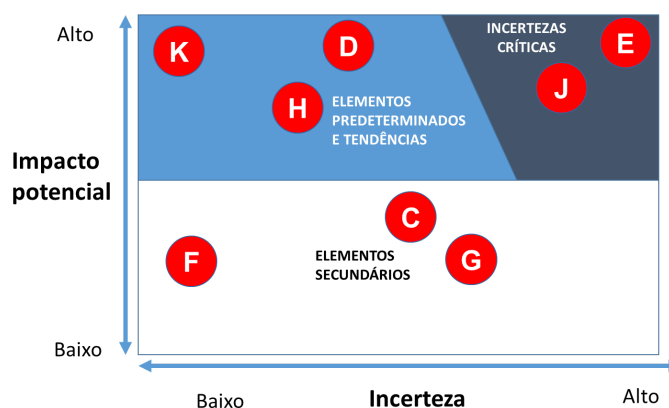 Alto
K
D
INCERTEZAS
CRÍTICAS
E
J
H
ELEMENTOS
PREDETERMINADOS
E TENDÊNCIAS
Impacto
potencial
C
F
ELEMENTOS
SECUNDÁRIOS
G
Baixo
Baixo
Incerteza
Alto